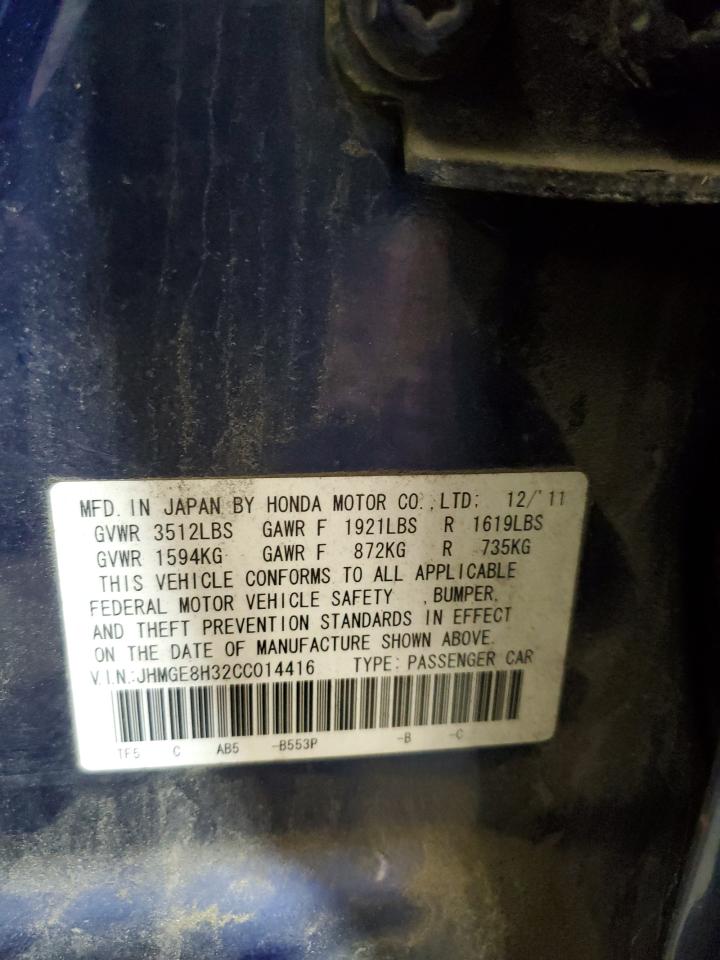 MFD. IN JAPAN BY HONDA MOTOR CO., LTD; 12/'11
GVWR 3512LBS GAWR F 1921LBS R 1619LBS
GVWR 1594KG GAWR F 872KG R 735KG
THIS VEHICLE CONFORMS TO ALL APPLICABLE
FEDERAL MOTOR VEHICLE SAFETY ,BUMPER,
AND THEFT PREVENTION STANDARDS IN EFFECT
ON THE DATE OF MANUFACTURE SHOWN ABOVE.
V.I.N.:JHMGE8H32CC014416 TYPE: PASSENGER CAR
TF5 C AB5 -B553P -B -C